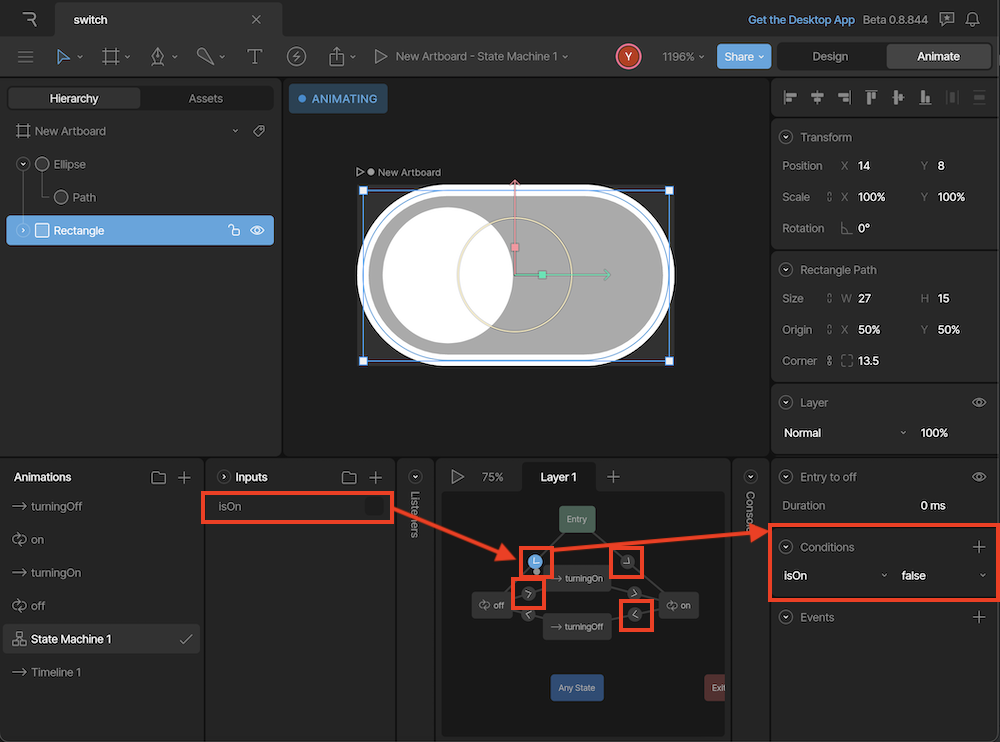 switch
Get the Desktop App Beta 0.8.844
New Artboard - State Machine 1
Y
1196%
Share
Design
Animate
Hierarchy
Assets
New Artboard
Ellipse
Path
Rectangle
ANIMATING
New Artboard
Transform
Position X 14 Y 8
Scale X 100% Y 100%
Rotation 0°
Rectangle Path
Size W 27 H 15
Origin X 50% Y 50%
Corner 13.5
Layer
Normal 100%
Animations
turningOff
on
turningOn
off
State Machine 1
Timeline 1
Inputs
isOn
Listeners
75%
Layer 1
Entry
turningOn
off
on
turningOff
Any State
Exit
Console
Entry to off
Duration 0 ms
Conditions
isOn false
Events